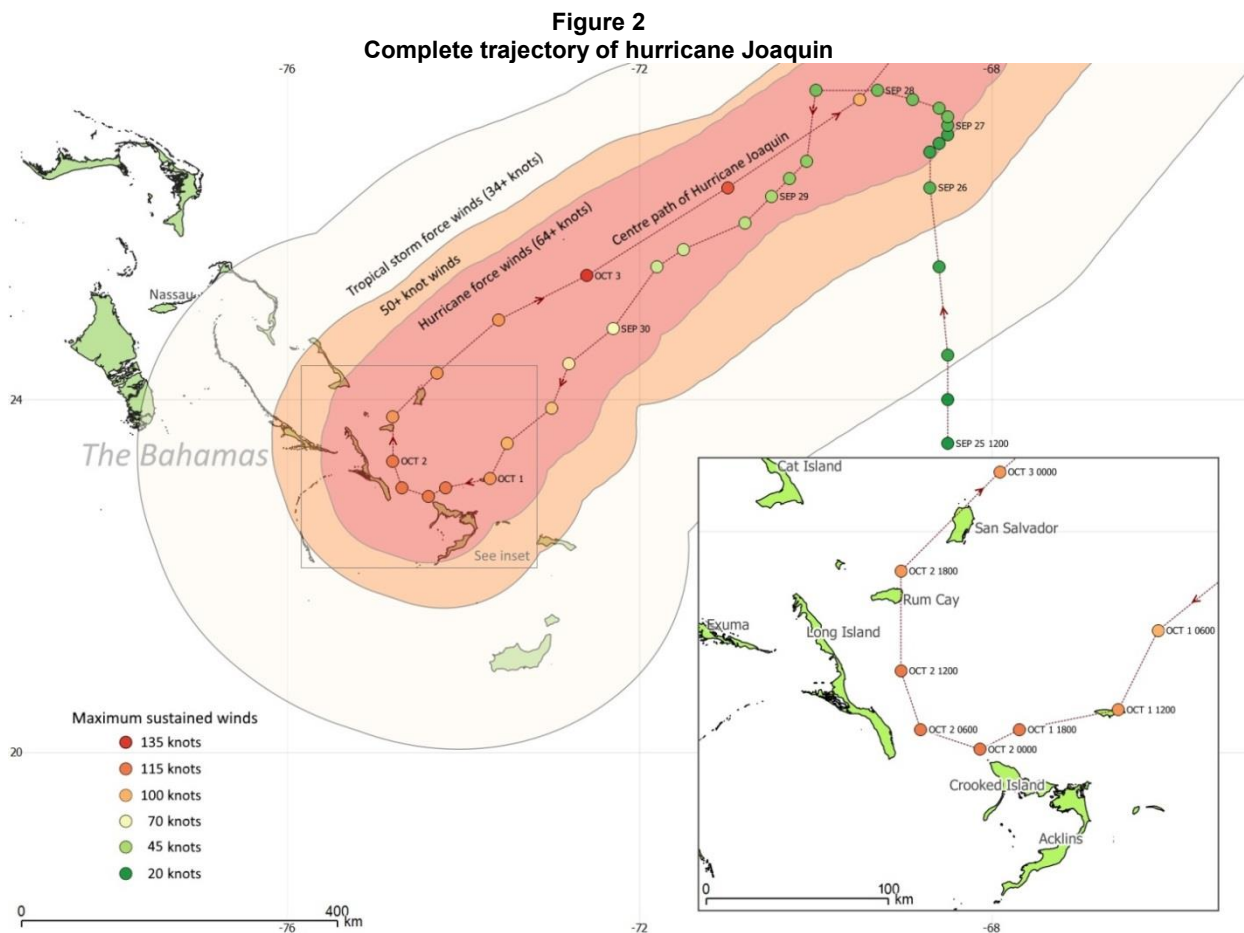 Figure 2
Complete trajectory of hurricane Joaquin
-76
-72
-68
SEP 28
SEP 27
SEP 26
SEP 29
Centre path of Hurricane Joaquin
Tropical storm force winds (34+ knots)
50+ knot winds
Hurricane force winds (64+ knots)
OCT 3
Nassau
SEP 30
24
The Bahamas
OCT 2
OCT 1
SEP 25 1200
See inset
Cat Island
OCT 3 0000
San Salvador
OCT 2 1800
Rum Cay
Exuma
Long Island
OCT 1 0600
OCT 2 1200
OCT 1 1200
OCT 2 0600
OCT 1 1800
OCT 2 0000
Crooked Island
Acklins
0
100
km
20
Maximum sustained winds
135 knots
115 knots
100 knots
70 knots
45 knots
20 knots
0
400
km
-76
-72
-68